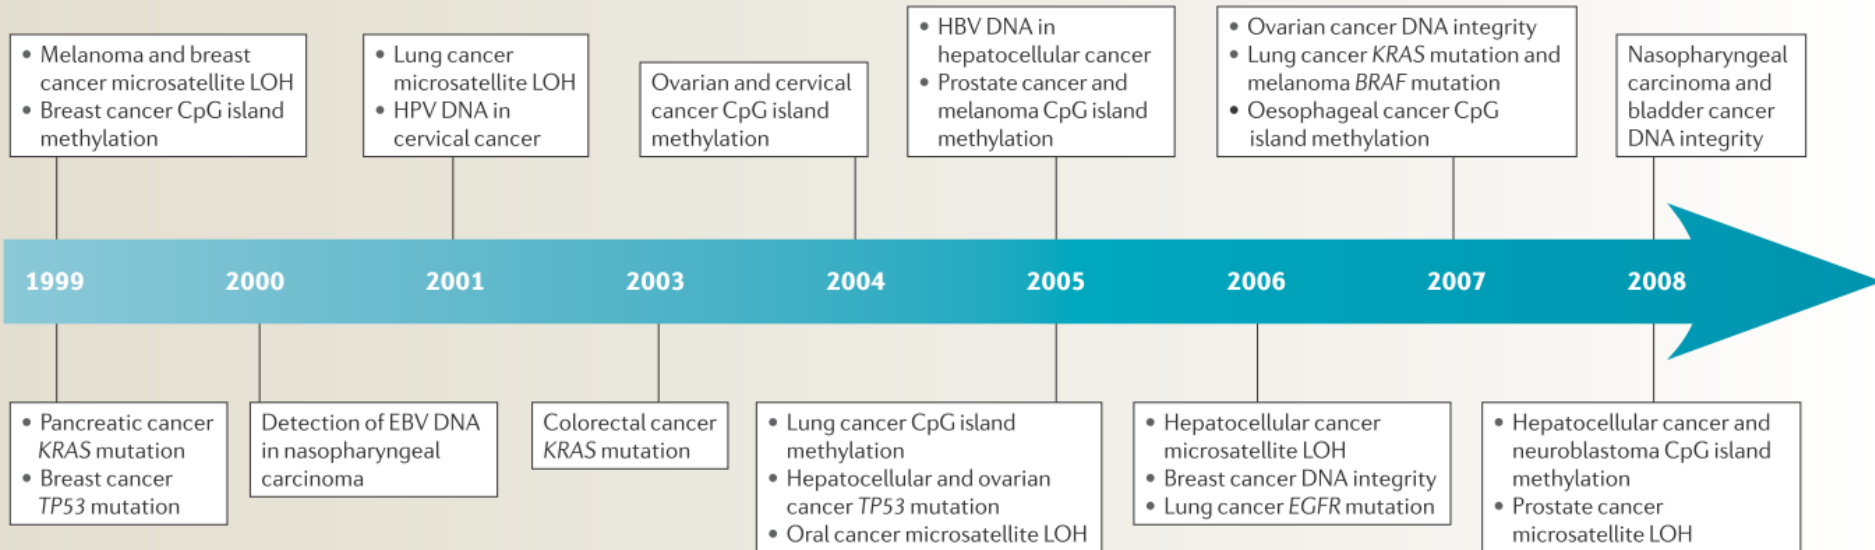 • Melanoma and breast
cancer microsatellite LOH
• Breast cancer CpG island
methylation
• Lung cancer
microsatellite LOH
• HPV DNA in
cervical cancer
Ovarian and cervical
cancer CpG island
methylation
• HBV DNA in
hepatocellular cancer
• Prostate cancer and
melanoma CpG island
methylation
• Ovarian cancer DNA integrity
• Lung cancer KRAS mutation and
melanoma BRAF mutation
• Oesophageal cancer CpG
island methylation
Nasopharyngeal
carcinoma and
bladder cancer
DNA integrity
1999
2000
2001
2003
2004
2005
2006
2007
2008
• Pancreatic cancer
KRAS mutation
• Breast cancer
TP53 mutation
Detection of EBV DNA
in nasopharyngeal
carcinoma
Colorectal cancer
KRAS mutation
• Lung cancer CpG island
methylation
• Hepatocellular and ovarian
cancer TP53 mutation
• Oral cancer microsatellite LOH
• Hepatocellular cancer
microsatellite LOH
• Breast cancer DNA integrity
• Lung cancer EGFR mutation
• Hepatocellular cancer and
neuroblastoma CpG island
methylation
• Prostate cancer
microsatellite LOH